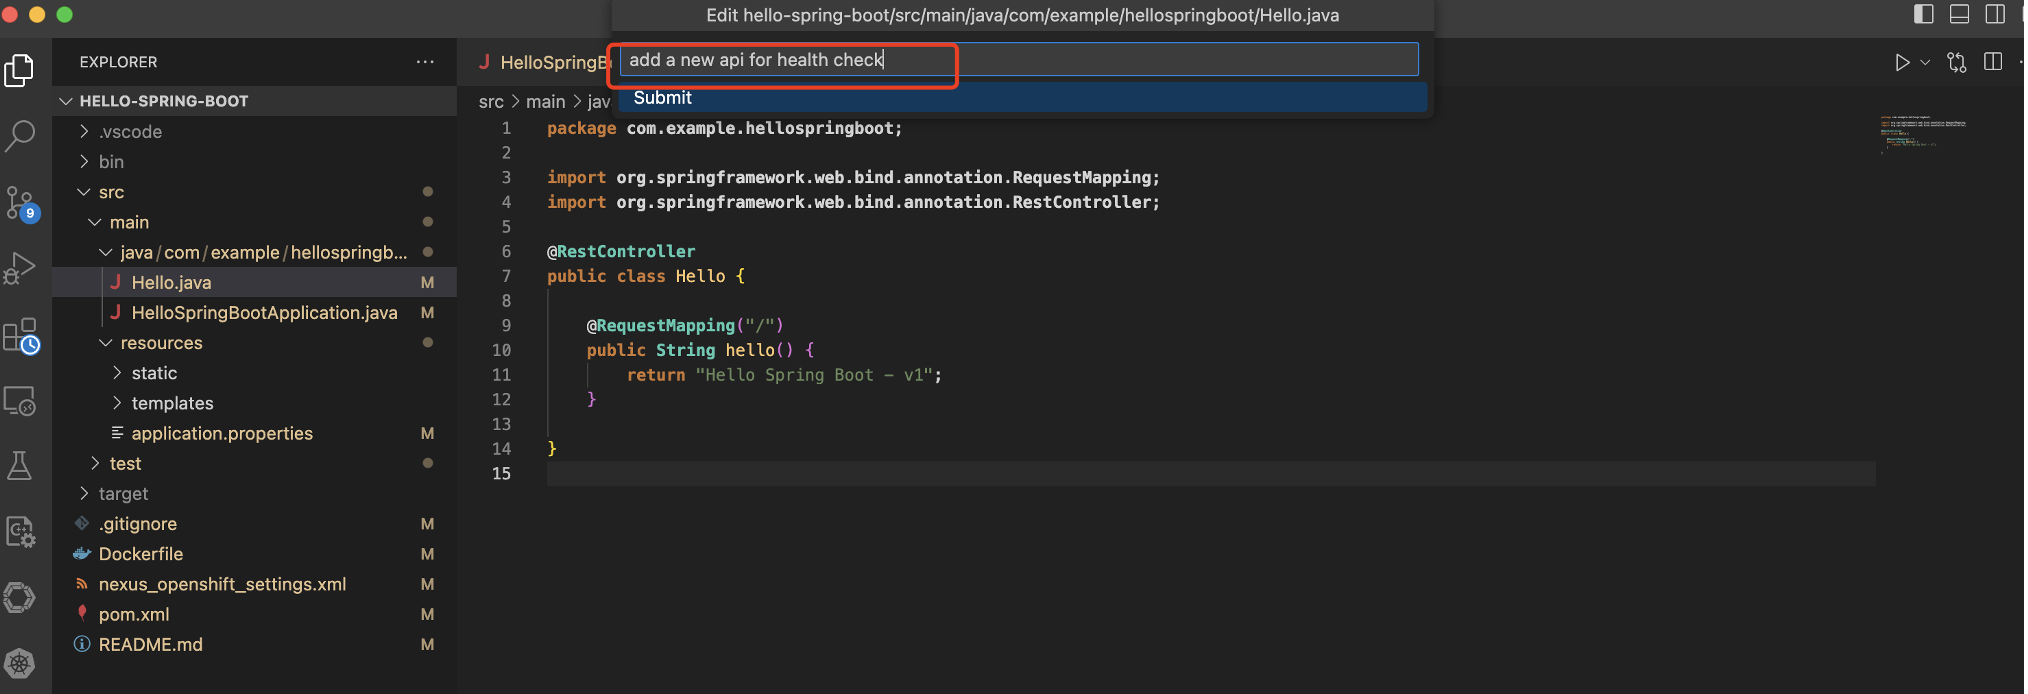 Edit hello-spring-boot/src/main/java/com/example/hellospringboot/Hello.java
add a new api for health check
Submit
EXPLORER
HELLO-SPRING-BOOT
.vscode
bin
src
main
java/com/example/hellospringb...
Hello.java M
HelloSpringBootApplication.java M
resources
static
templates
application.properties M
test
target
.gitignore M
Dockerfile M
nexus_openshift_settings.xml M
pom.xml M
README.md M
9
HelloSpringB
src > main > jav
1 package com.example.hellospringboot;
2
3 import org.springframework.web.bind.annotation.RequestMapping;
4 import org.springframework.web.bind.annotation.RestController;
5
6 @RestController
7 public class Hello {
8
9 @RequestMapping("/")
10 public String hello() {
11 return "Hello Spring Boot - v1";
12 }
13
14 }
15